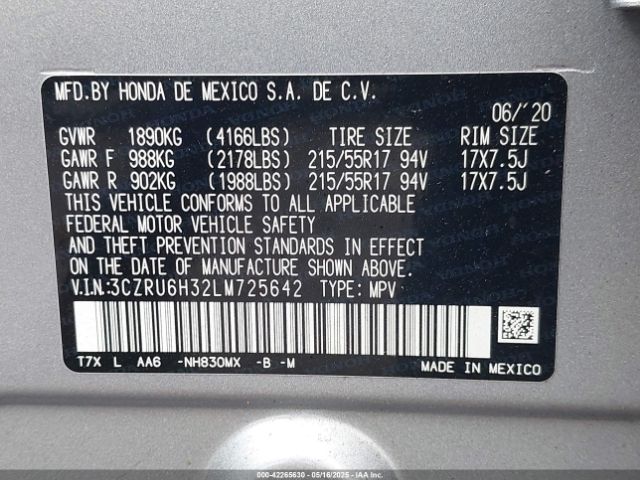 MFD.BY HONDA DE MEXICO S.A. DE C.V.
06/'20
GVWR 1890KG (4166LBS) TIRE SIZE RIM SIZE
GAWR F 988KG (2178LBS) 215/55R17 94V 17X7.5J
GAWR R 902KG (1988LBS) 215/55R17 94V 17X7.5J
THIS VEHICLE CONFORMS TO ALL APPLICABLE
FEDERAL MOTOR VEHICLE SAFETY
AND THEFT PREVENTION STANDARDS IN EFFECT
ON THE DATE OF MANUFACTURE SHOWN ABOVE.
V.I.N:3CZRU6H32LM725642 TYPE: MPV
T7X L AA6 -NH830MX -B -M MADE IN MEXICO
000-42265630 - 05/16/2025 - IAAI.COM